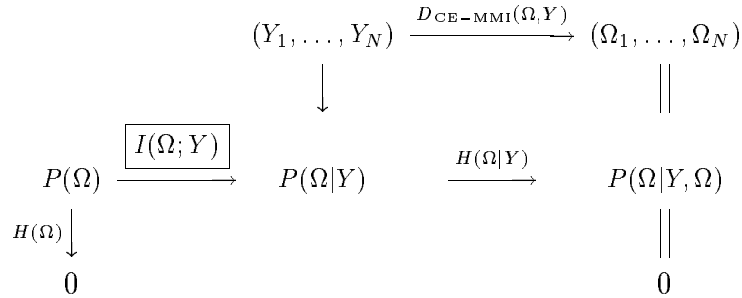 D_CE−MMI(Ω,Y)
(Y_1, . . . , Y_N) (Ω_1, . . . , Ω_N)
I(Ω; Y) H(Ω|Y)
P(Ω) P(Ω|Y) P(Ω|Y, Ω)
H(Ω)
0 0